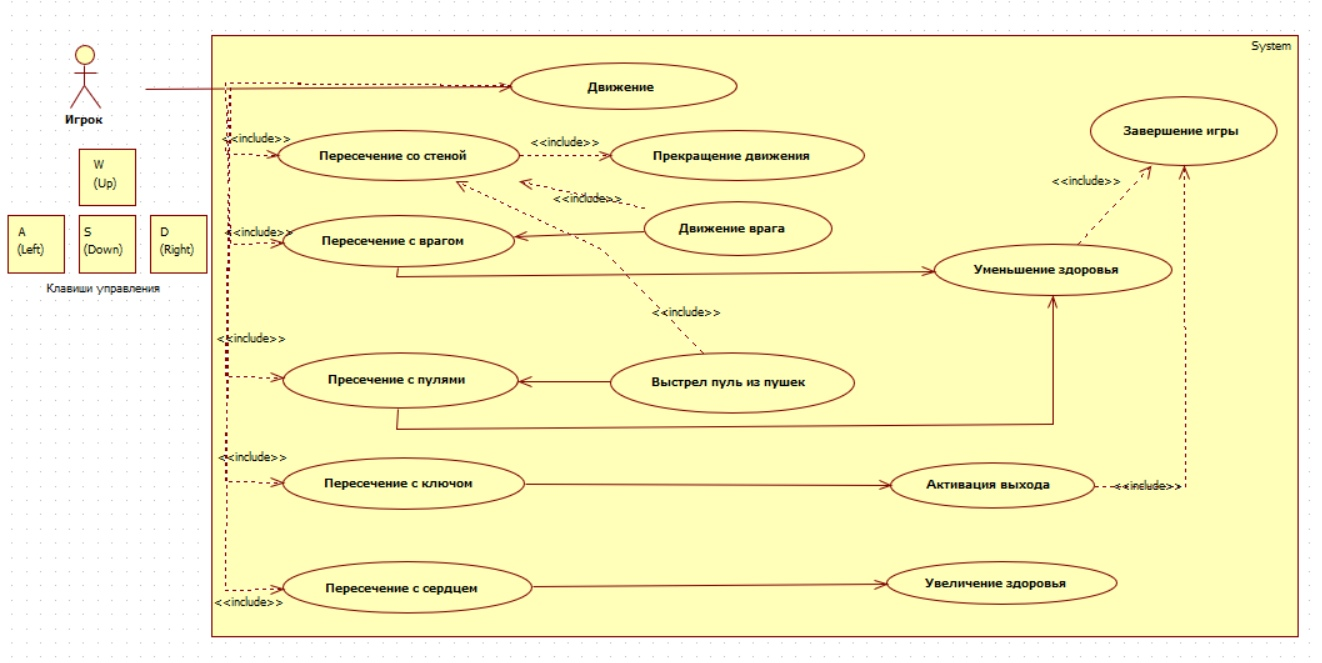 System
Движение
Игрок
Завершение игры
<<include>>
Пересечение со стеной
<<include>>
Прекращение движения
W
(Up)
<<include>>
<<include>>
A
(Left)
S
(Down)
D
(Right)
<<include>>
Пересечение с врагом
Движение врага
Уменьшение здоровья
Клавиши управления
<<include>>
<<include>>
Пресечение с пулями
Выстрел пуль из пушек
<<include>>
Пересечение с ключом
Активация выхода
<<include>>
Пересечение с сердцем
Увеличение здоровья
<<include>>